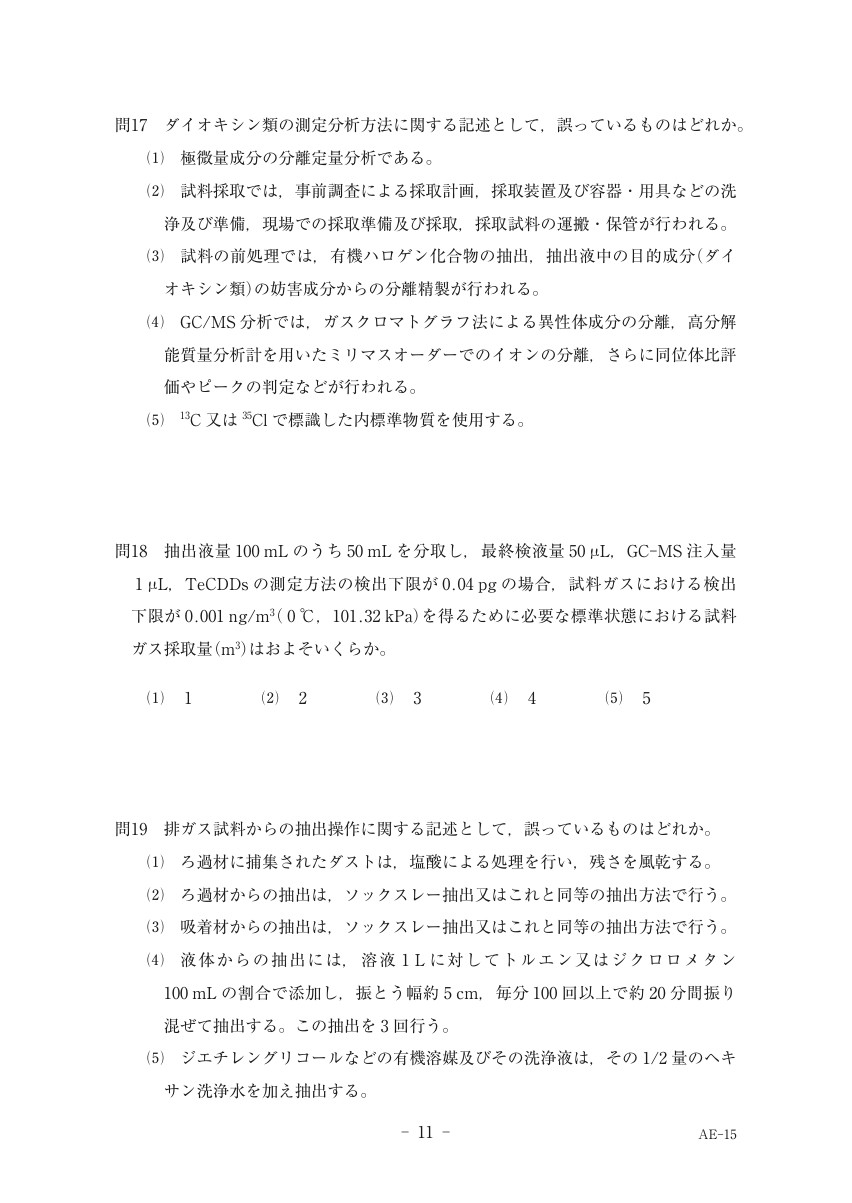 問17　ダイオキシン類の測定分析方法に関する記述として，誤っているものはどれか。
⑴　極微量成分の分離定量分析である。
⑵　試料採取では，事前調査による採取計画，採取装置及び容器・用具などの洗
浄及び準備，現場での採取準備及び採取，採取試料の運搬・保管が行われる。
⑶　試料の前処理では，有機ハロゲン化合物の抽出，抽出液中の目的成分(ダイ
オキシン類)の妨害成分からの分離精製が行われる。
⑷　GC/MS 分析では，ガスクロマトグラフ法による異性体成分の分離，高分解
能質量分析計を用いたミリマスオーダーでのイオンの分離，さらに同位体比評
価やピークの判定などが行われる。
⑸　¹³C 又は ³⁵Cl で標識した内標準物質を使用する。
問18　抽出液量 100 mL のうち 50 mL を分取し，最終検液量 50 μL，GC-MS 注入量
1 μL，TeCDDs の測定方法の検出下限が 0.04 pg の場合，試料ガスにおける検出
下限が 0.001 ng/m³( 0 ℃，101.32 kPa)を得るために必要な標準状態における試料
ガス採取量(m³)はおよそいくらか。
⑴　1　⑵　2　⑶　3　⑷　4　⑸　5
問19　排ガス試料からの抽出操作に関する記述として，誤っているものはどれか。
⑴　ろ過材に捕集されたダストは，塩酸による処理を行い，残さを風乾する。
⑵　ろ過材からの抽出は，ソックスレー抽出又はこれと同等の抽出方法で行う。
⑶　吸着材からの抽出は，ソックスレー抽出又はこれと同等の抽出方法で行う。
⑷　液体からの抽出には，溶液 1 L に対してトルエン又はジクロロメタン
100 mL の割合で添加し，振とう幅約 5 cm，毎分 100 回以上で約 20 分間振り
混ぜて抽出する。この抽出を 3 回行う。
⑸　ジエチレングリコールなどの有機溶媒及びその洗浄液は，その 1/2 量のヘキ
サン洗浄水を加え抽出する。
- 11 -
AE-15